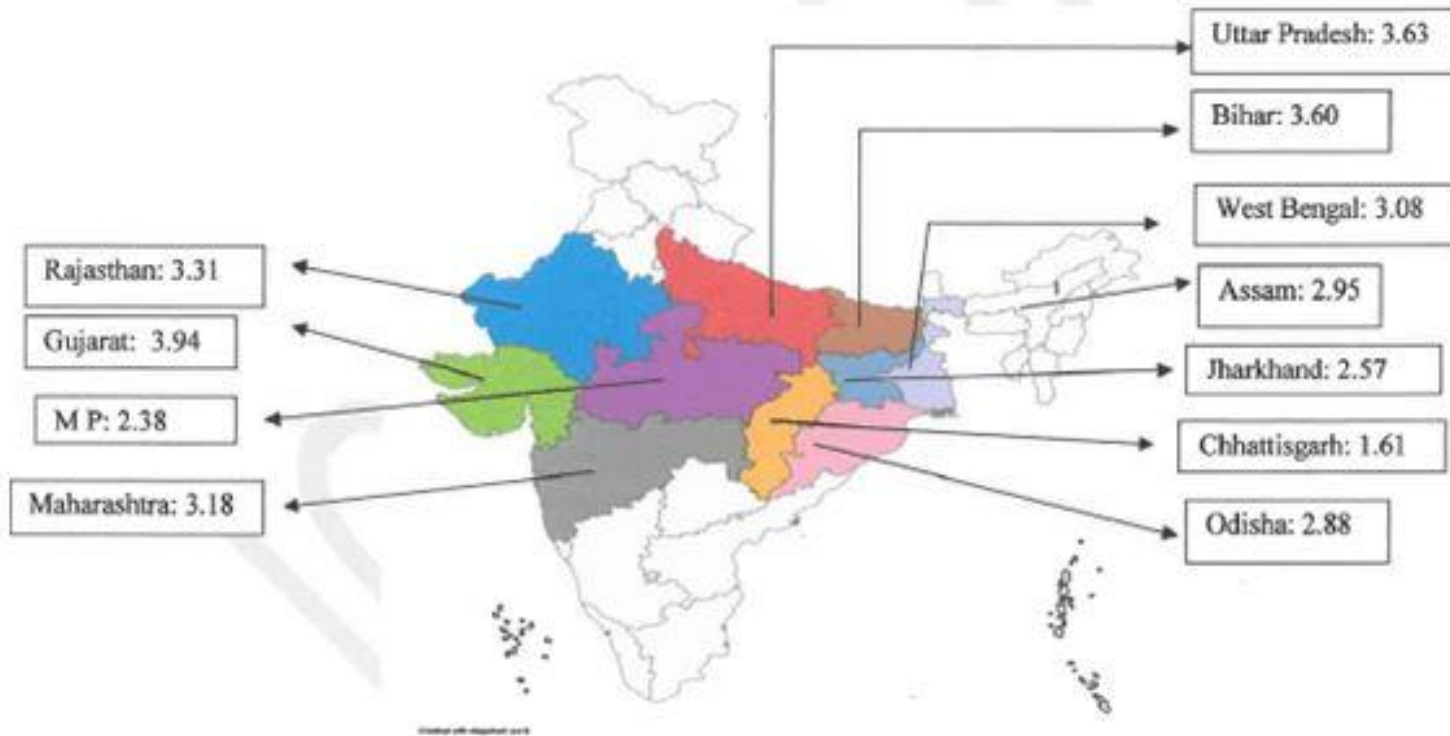 Uttar Pradesh: 3.63
Bihar: 3.60
West Bengal: 3.08
Rajasthan: 3.31
Assam: 2.95
Gujarat: 3.94
Jharkhand: 2.57
M P: 2.38
Chhattisgarh: 1.61
Maharashtra: 3.18
Odisha: 2.88